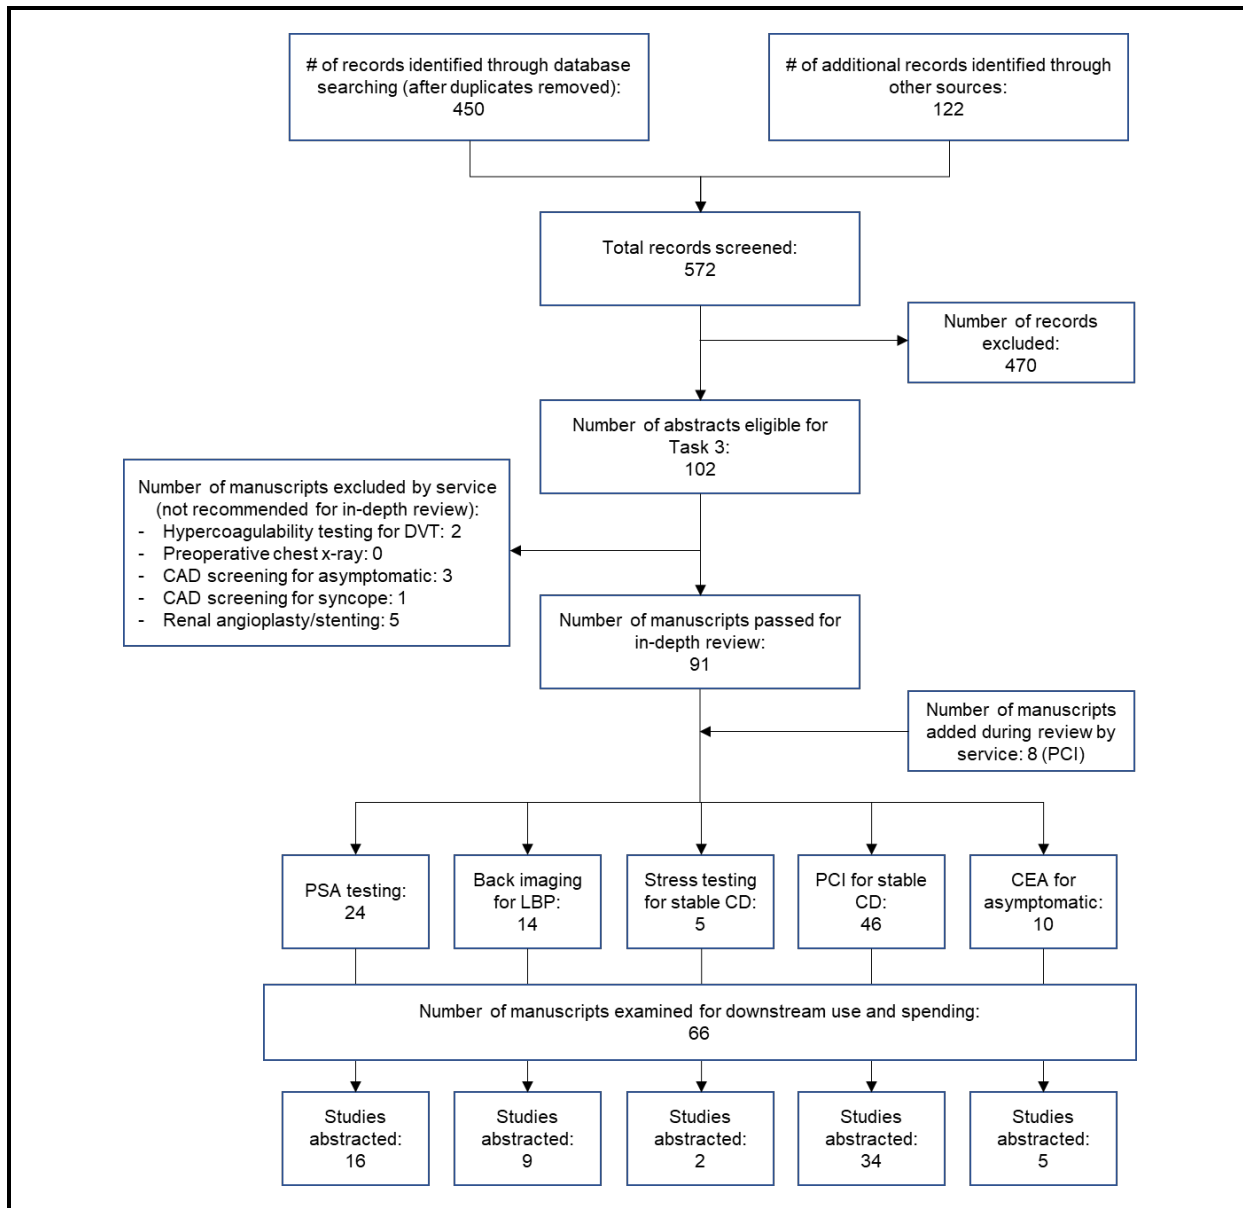 # of records identified through database
searching (after duplicates removed):
450
# of additional records identified through
other sources:
122
Total records screened:
572
Number of records
excluded:
470
Number of abstracts eligible for
Task 3:
102
Number of manuscripts excluded by service
(not recommended for in-depth review):
- Hypercoagulability testing for DVT: 2
- Preoperative chest x-ray: 0
- CAD screening for asymptomatic: 3
- CAD screening for syncope: 1
- Renal angioplasty/stenting: 5
Number of manuscripts passed for
in-depth review:
91
Number of manuscripts
added during review by
service: 8 (PCI)
PSA testing:
24
Back imaging
for LBP:
14
Stress testing
for stable CD:
5
PCI for stable
CD:
46
CEA for
asymptomatic:
10
Number of manuscripts examined for downstream use and spending:
66
Studies
abstracted:
16
Studies
abstracted:
9
Studies
abstracted:
2
Studies
abstracted:
34
Studies
abstracted:
5